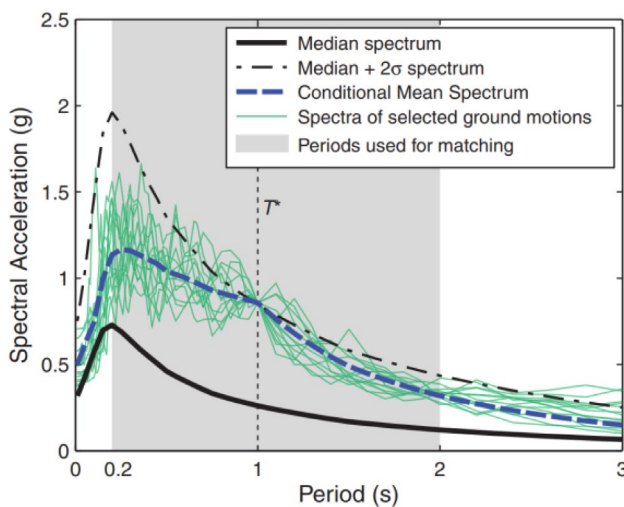 2.5
2
1.5
1
0.5
0
Spectral Acceleration (g)
Median spectrum
Median + 2σ spectrum
Conditional Mean Spectrum
Spectra of selected ground motions
Periods used for matching
T*
0 0.2 1 2 3
Period (s)